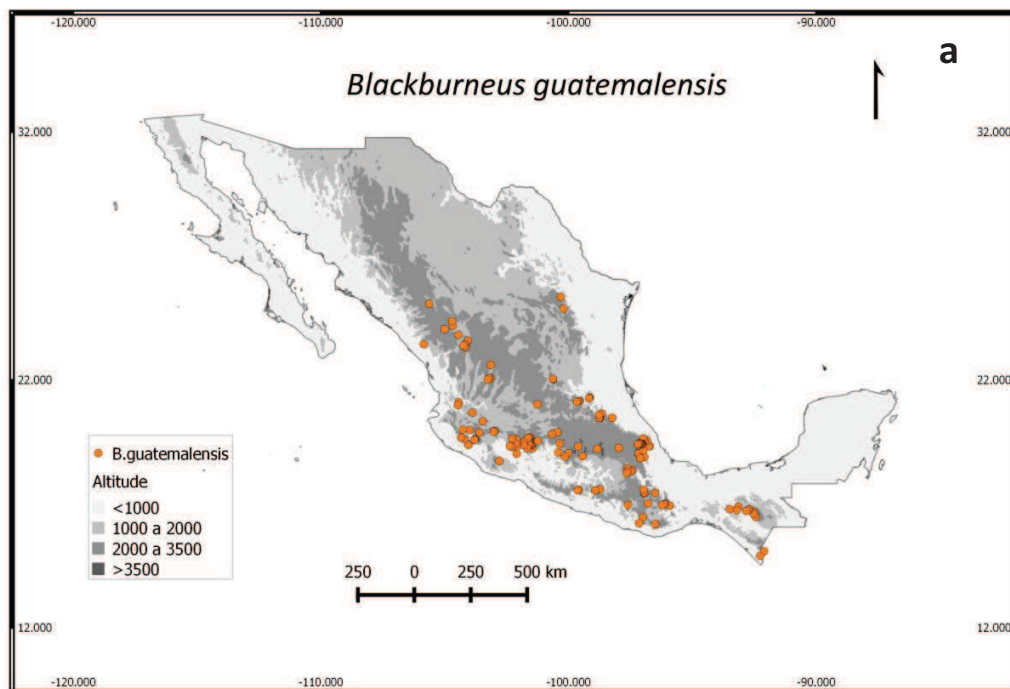 -120.000 -110.000 -100.000 -90.000
a
Blackburneus guatemalensis
32.000 32.000
22.000 22.000
B.guatemalensis
Altitude
<1000
1000 a 2000
2000 a 3500
>3500
250 0 250 500 km
12.000 12.000
-120.000 -110.000 -100.000 -90.000